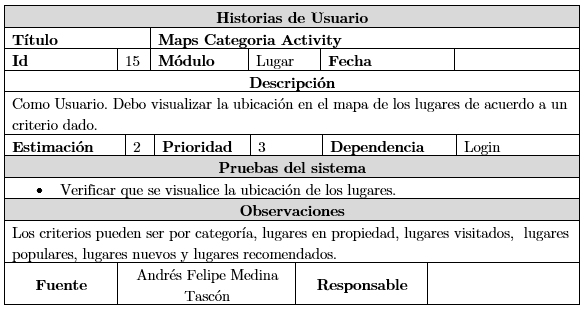 Historias de Usuario
Título Maps Categoria Activity
Id 15 Módulo Lugar Fecha
Descripción
Como Usuario. Debo visualizar la ubicación en el mapa de los lugares de acuerdo a un
criterio dado.
Estimación 2 Prioridad 3 Dependencia Login
Pruebas del sistema
• Verificar que se visualice la ubicación de los lugares.
Observaciones
Los criterios pueden ser por categoría, lugares en propiedad, lugares visitados, lugares
populares, lugares nuevos y lugares recomendados.
Fuente Andrés Felipe Medina Tascón Responsable